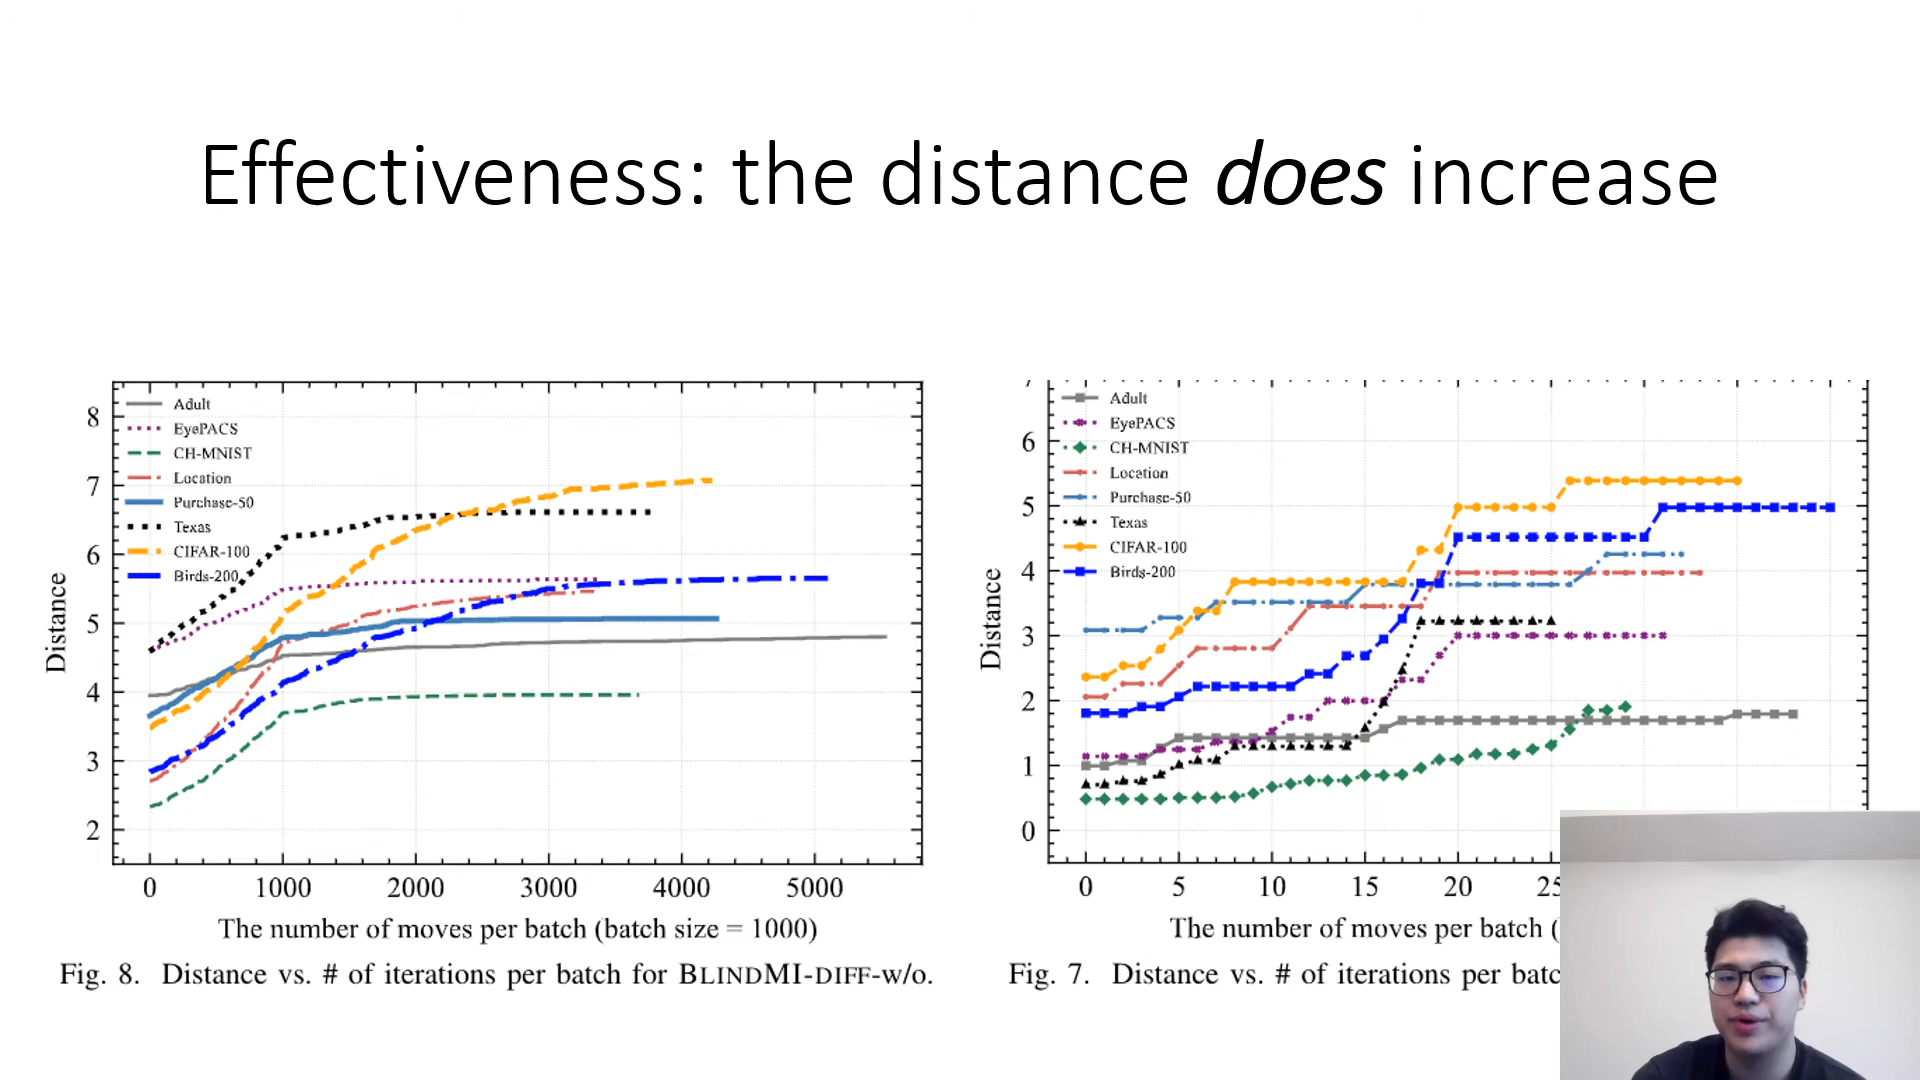 Effectiveness: the distance does increase
8
7
6
5
4
3
2
Distance
Adult
EyePACS
CH-MNIST
Location
Purchase-50
Texas
CIFAR-100
Birds-200
0 1000 2000 3000 4000 5000
The number of moves per batch (batch size = 1000)
Fig. 8. Distance vs. # of iterations per batch for BLINDMI-DIFF-w/o.
6
5
4
3
2
1
0
Distance
Adult
EyePACS
CH-MNIST
Location
Purchase-50
Texas
CIFAR-100
Birds-200
0 5 10 15 20 25
The number of moves per batch (
Fig. 7. Distance vs. # of iterations per batc